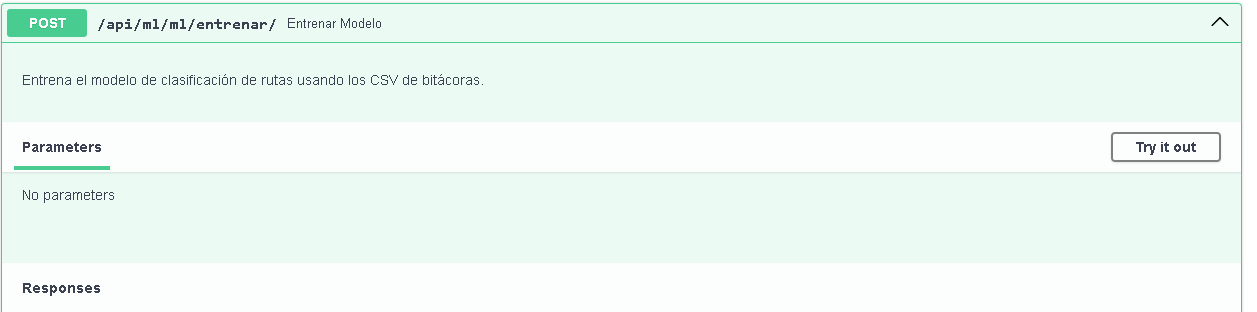 POST /api/ml/ml/entrenar/ Entrenar Modelo
Entrena el modelo de clasificación de rutas usando los CSV de bitácoras.
Parameters Try it out
No parameters
Responses